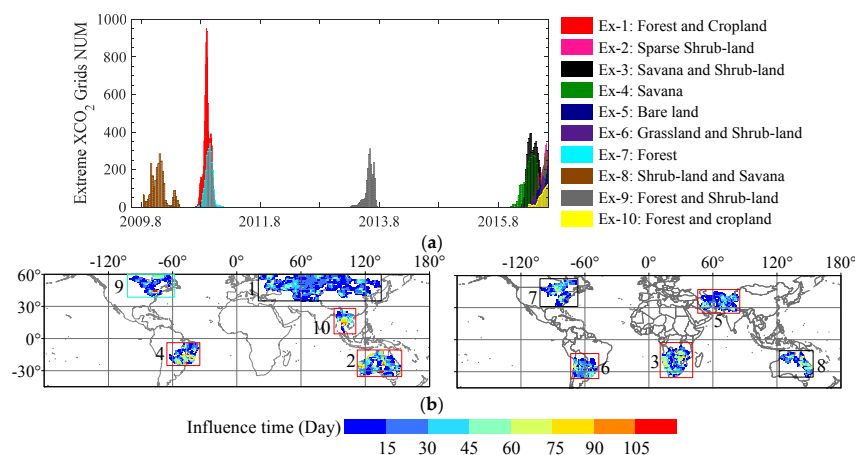 1000
800
600
400
200
0
Extreme XCO2 Grids NUM
2009.8 2011.8 2013.8 2015.8
Ex-1: Forest and Cropland
Ex-2: Sparse Shrub-land
Ex-3: Savana and Shrub-land
Ex-4: Savana
Ex-5: Bare land
Ex-6: Grassland and Shrub-land
Ex-7: Forest
Ex-8: Shrub-land and Savana
Ex-9: Forest and Shrub-land
Ex-10: Forest and cropland
(a)
-120° -60° 0° 60° 120° 180° -120° -60° 0° 60° 120° 180°
60°
30°
0°
-30°
9
1
10
4
2
7
5
6
3
8
(b)
Influence time (Day)
15 30 45 60 75 90 105